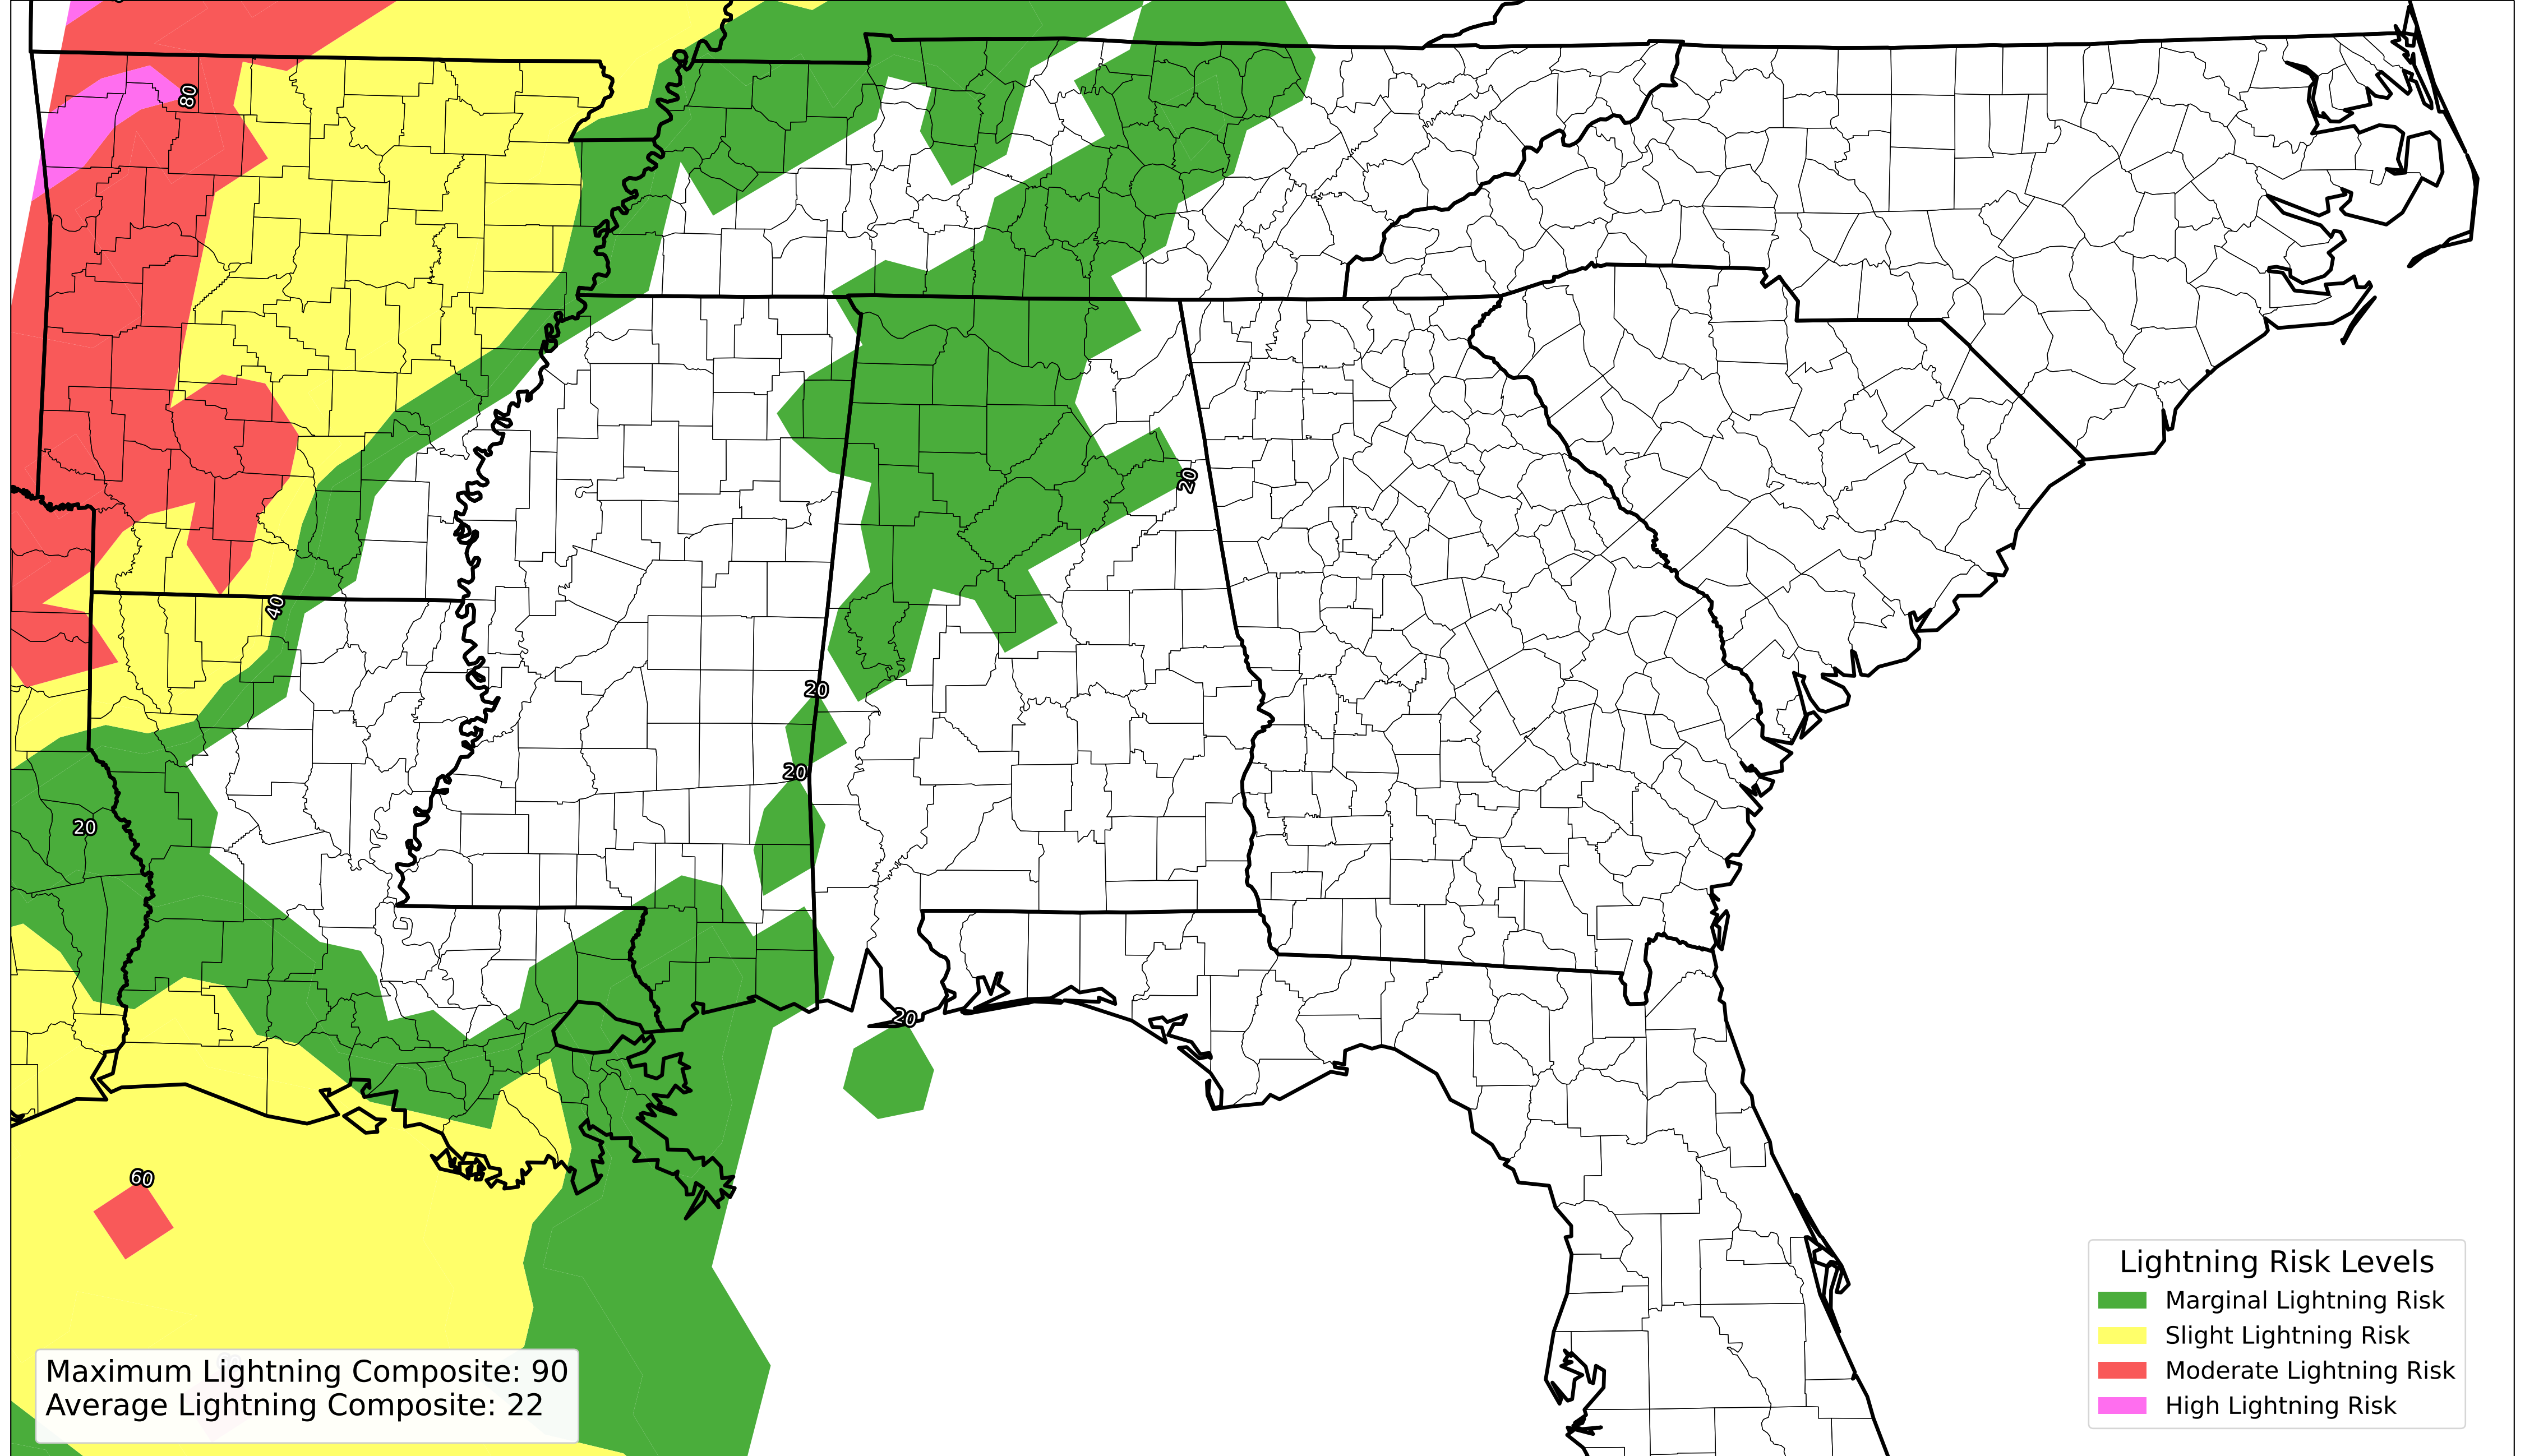 80
20
40
20
20
20
20
60
Maximum Lightning Composite: 90
Average Lightning Composite: 22
Lightning Risk Levels
Marginal Lightning Risk
Slight Lightning Risk
Moderate Lightning Risk
High Lightning Risk